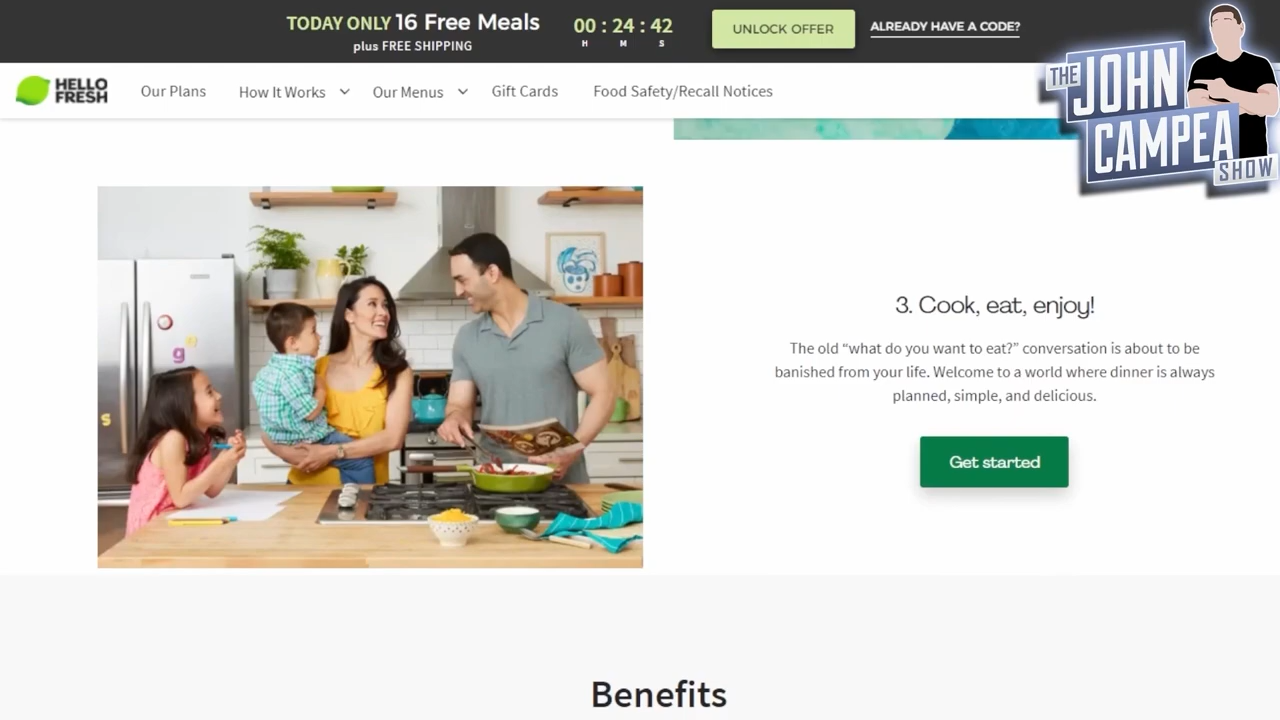 TODAY ONLY 16 Free Meals
plus FREE SHIPPING
00 : 24 : 42
H M S
UNLOCK OFFER
ALREADY HAVE A CODE?
HELLO
FRESH
Our Plans
How It Works
Our Menus
Gift Cards
Food Safety/Recall Notices
THE
JOHN
CAMPEA
SHOW
g
s
3. Cook, eat, enjoy!
The old “what do you want to eat?” conversation is about to be
banished from your life. Welcome to a world where dinner is always
planned, simple, and delicious.
Get started
Benefits